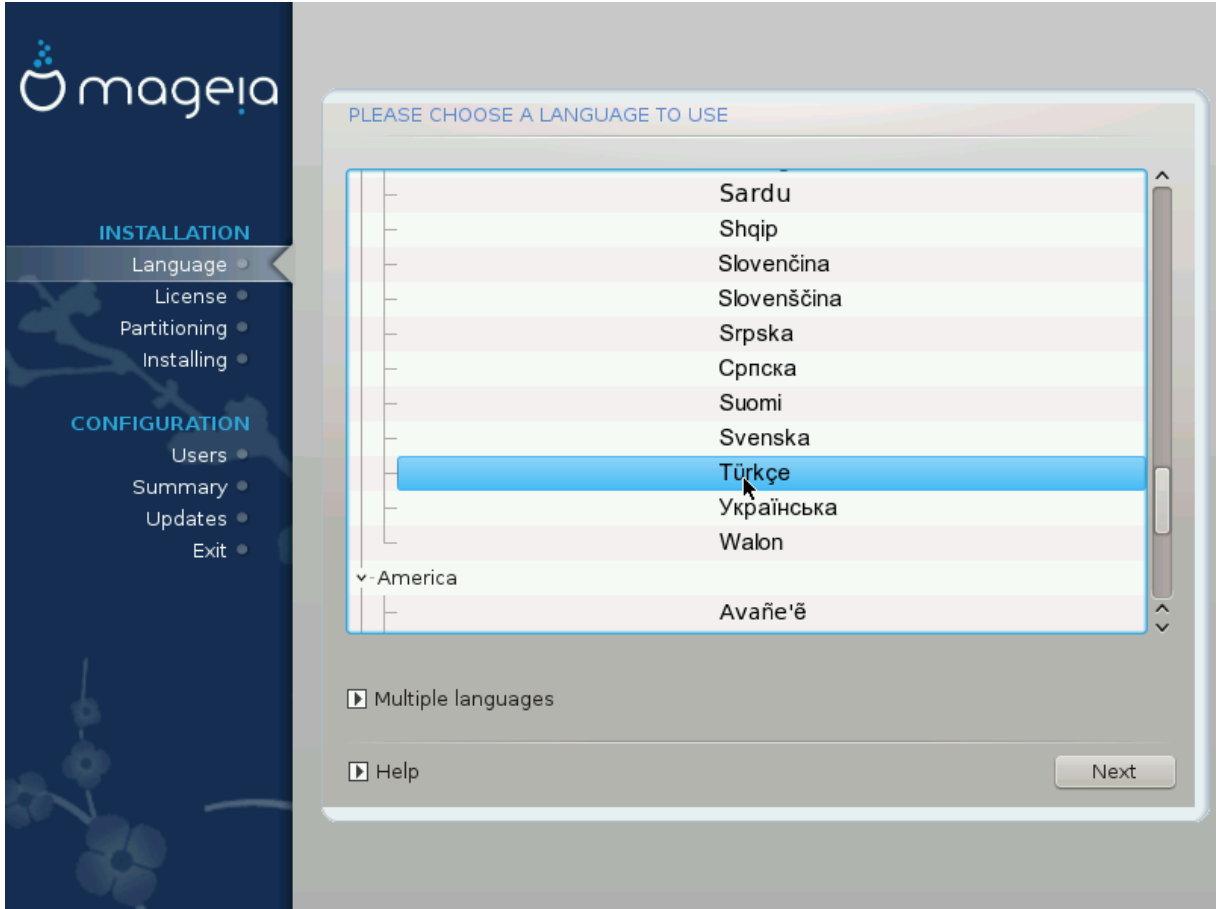 mageia
INSTALLATION
Language
License
Partitioning
Installing
CONFIGURATION
Users
Summary
Updates
Exit
PLEASE CHOOSE A LANGUAGE TO USE
Sardu
Shqip
Slovenčina
Slovenščina
Srpska
Српска
Suomi
Svenska
Türkçe
Українська
Walon
America
Avañe'ẽ
Multiple languages
Help
Next